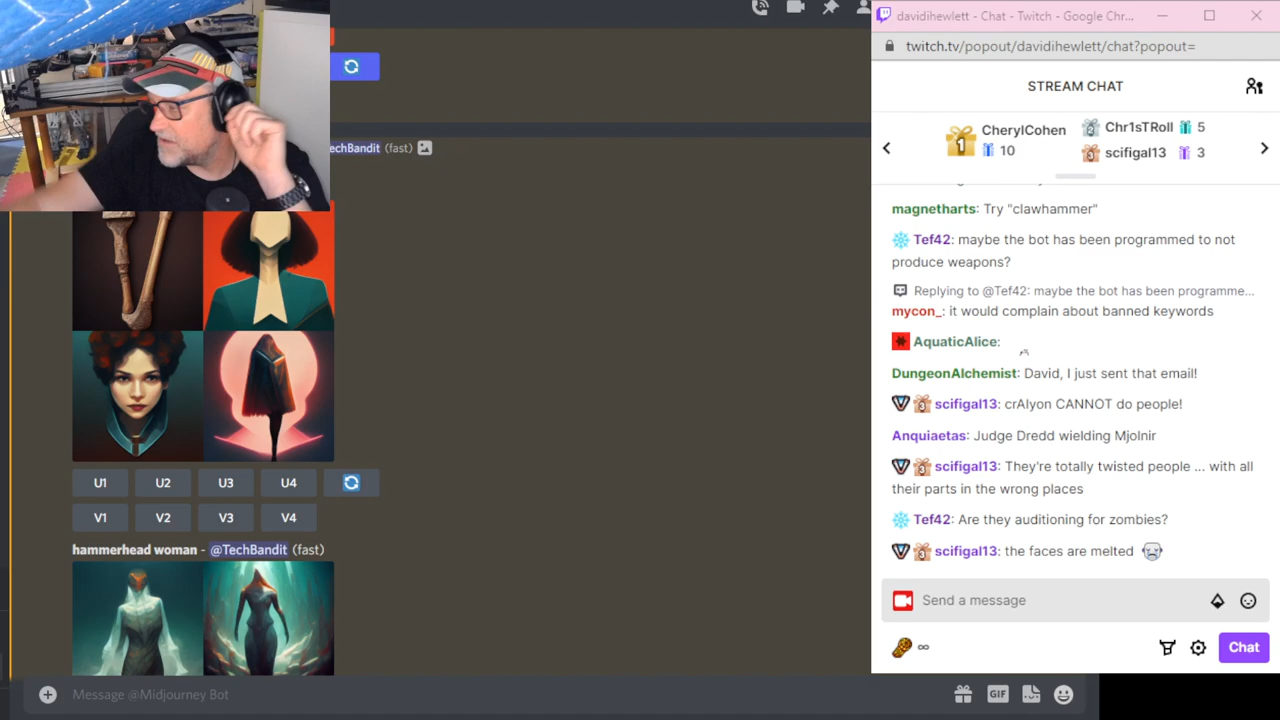 davidihewlett - Chat - Twitch - Google Chr...
twitch.tv/popout/davidihewlett/chat?popout=
STREAM CHAT
1 CherylCohen
10
2 Chr1sTRoll 5
3 scifigal13 3
magnetharts: Try "clawhammer"
Tef42: maybe the bot has been programmed to not
produce weapons?
Replying to @Tef42: maybe the bot has been programme...
mycon_: it would complain about banned keywords
AquaticAlice:
DungeonAlchemist: David, I just sent that email!
scifigal13: crAIyon CANNOT do people!
Anquiaetas: Judge Dredd wielding Mjolnir
scifigal13: They're totally twisted people ... with all
their parts in the wrong places
Tef42: Are they auditioning for zombies?
scifigal13: the faces are melted
Send a message
∞
Chat
echBandit (fast)
U1 U2 U3 U4
V1 V2 V3 V4
hammerhead woman - @TechBandit (fast)
Message @Midjourney Bot
GIF